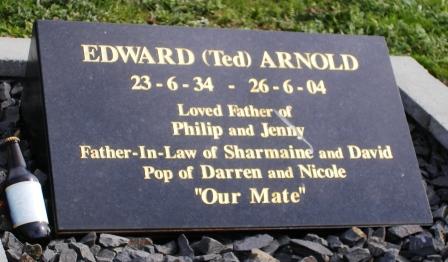 EDWARD (Ted) ARNOLD
23-6-34 - 26-6-04
Loved Father of
Philip and Jenny
Father-In-Law of Sharmaine and David
Pop of Darren and Nicole
"Our Mate"